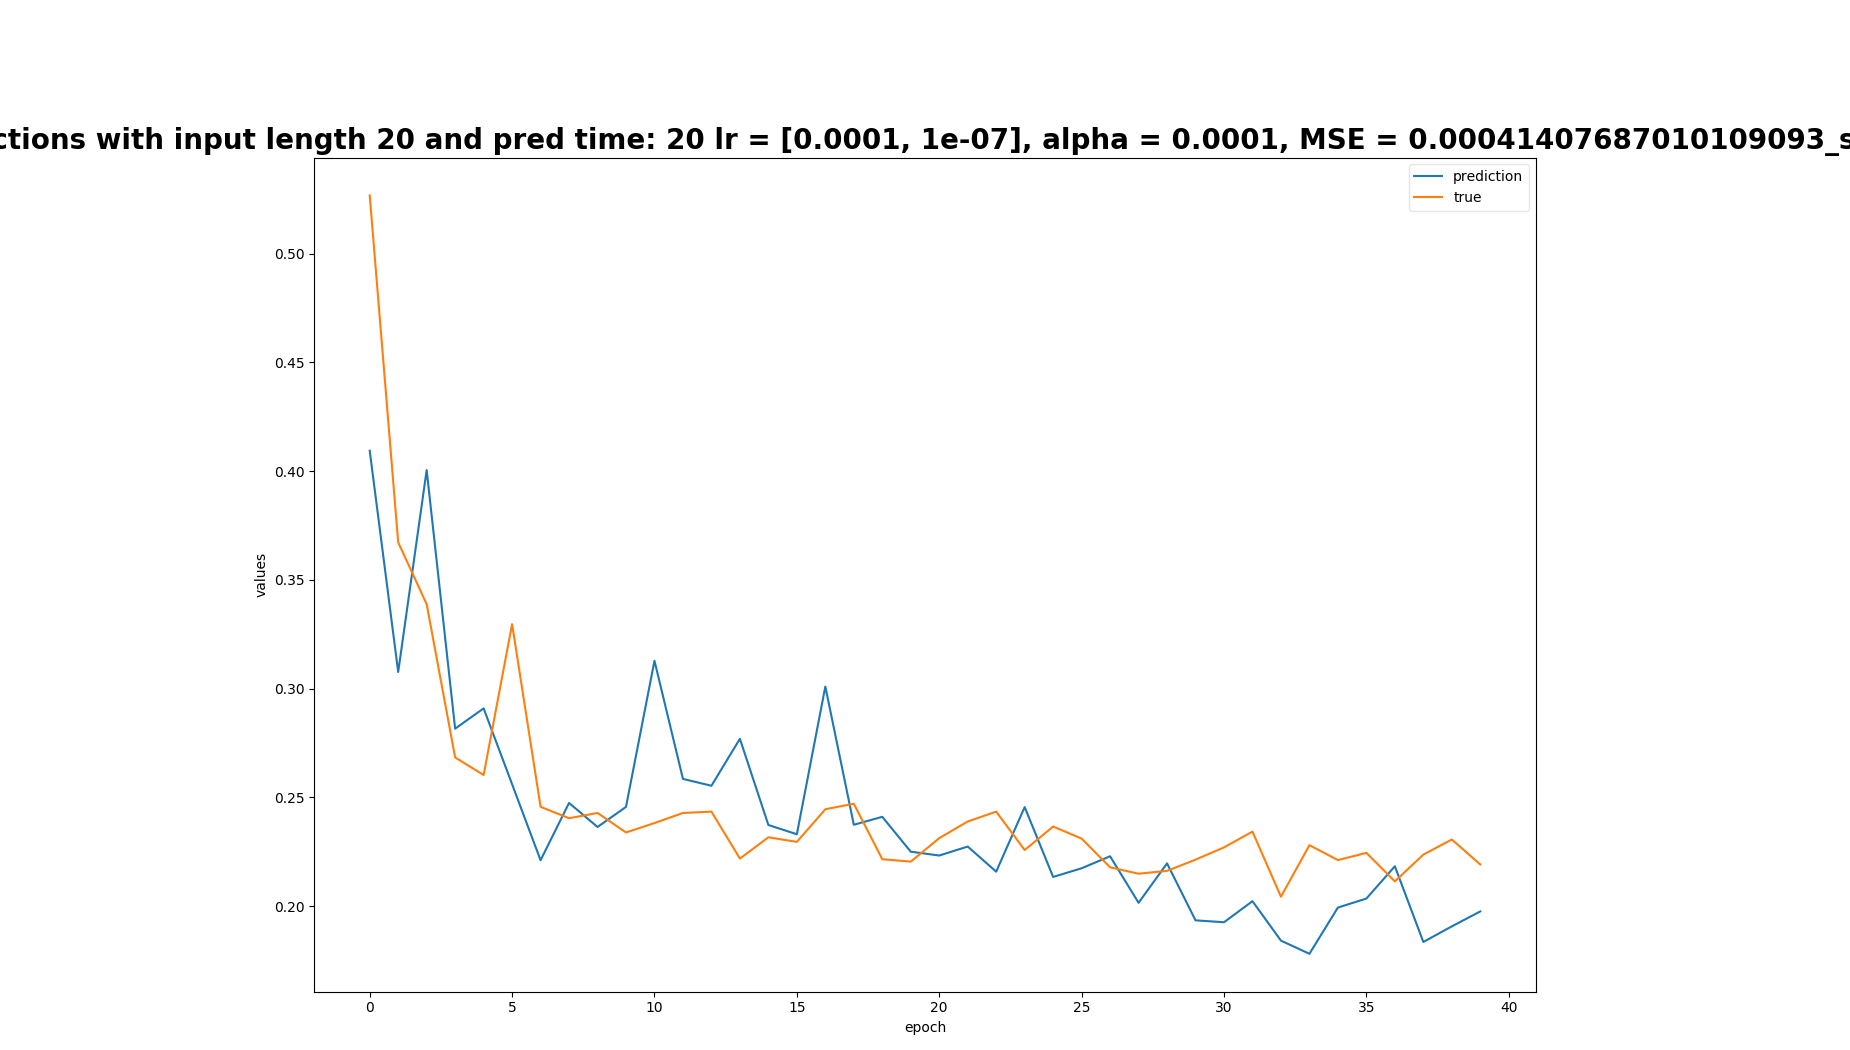 ctions with input length 20 and pred time: 20 lr = [0.0001, 1e-07], alpha = 0.0001, MSE = 0.00041407687010109093_s
prediction
true
0.50
0.45
0.40
0.35
0.30
0.25
0.20
values
0 5 10 15 20 25 30 35 40
epoch